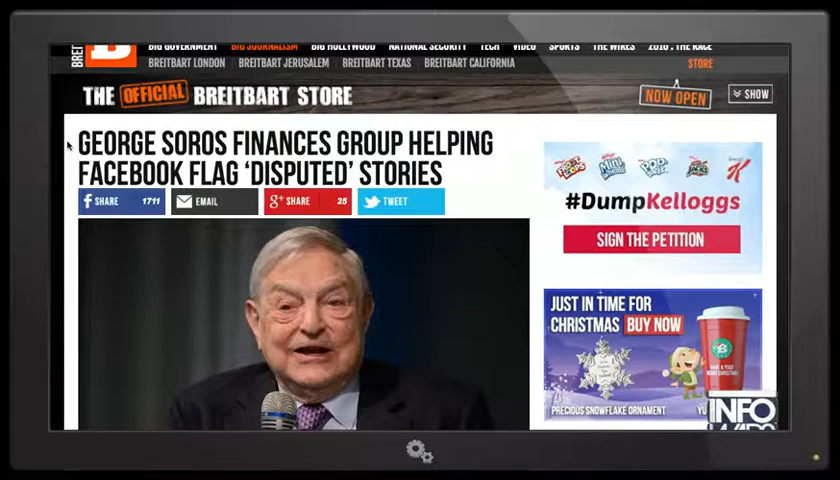 BIG GOVERNMENT BIG JOURNALISM BIG HOLLYWOOD NATIONAL SECURITY TECH VIDEO SPORTS THE WIRES 2016: THE RACE
BREITBART LONDON BREITBART JERUSALEM BREITBART TEXAS BREITBART CALIFORNIA
STORE
THE OFFICIAL BREITBART STORE
NOW OPEN
SHOW
GEORGE SOROS FINANCES GROUP HELPING
FACEBOOK FLAG ‘DISPUTED’ STORIES
f SHARE 1711
EMAIL
g+ SHARE 25
TWEET
#DumpKelloggs
SIGN THE PETITION
JUST IN TIME FOR
CHRISTMAS BUY NOW
PRECIOUS SNOWFLAKE ORNAMENT
INFO
WARS